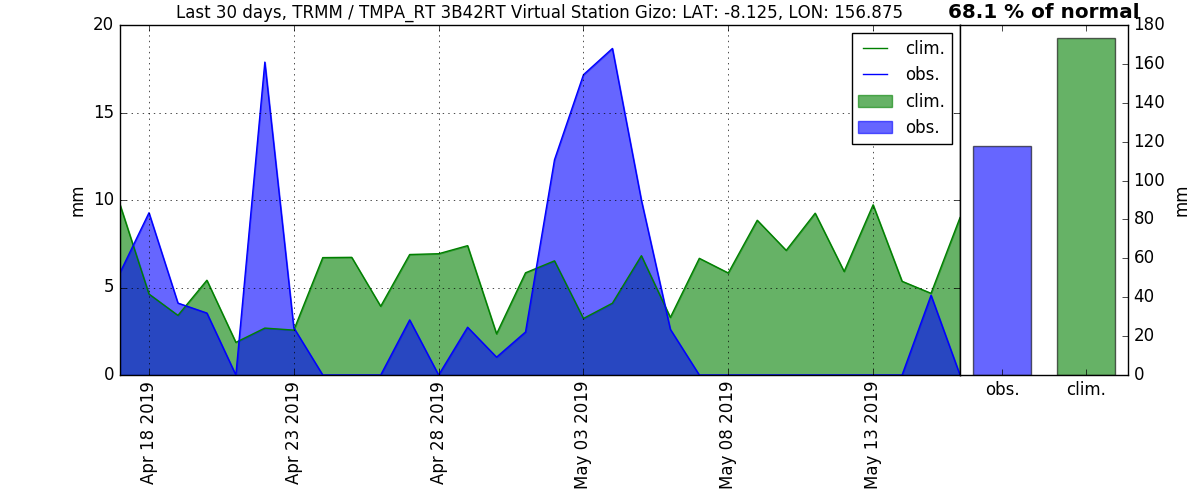 Last 30 days, TRMM / TMPA_RT 3B42RT Virtual Station Gizo: LAT: -8.125, LON: 156.875
68.1 % of normal
20
15
10
5
0
mm
clim.
obs.
clim.
obs.
Apr 18 2019
Apr 23 2019
Apr 28 2019
May 03 2019
May 08 2019
May 13 2019
180
160
140
120
100
80
60
40
20
0
mm
obs.
clim.